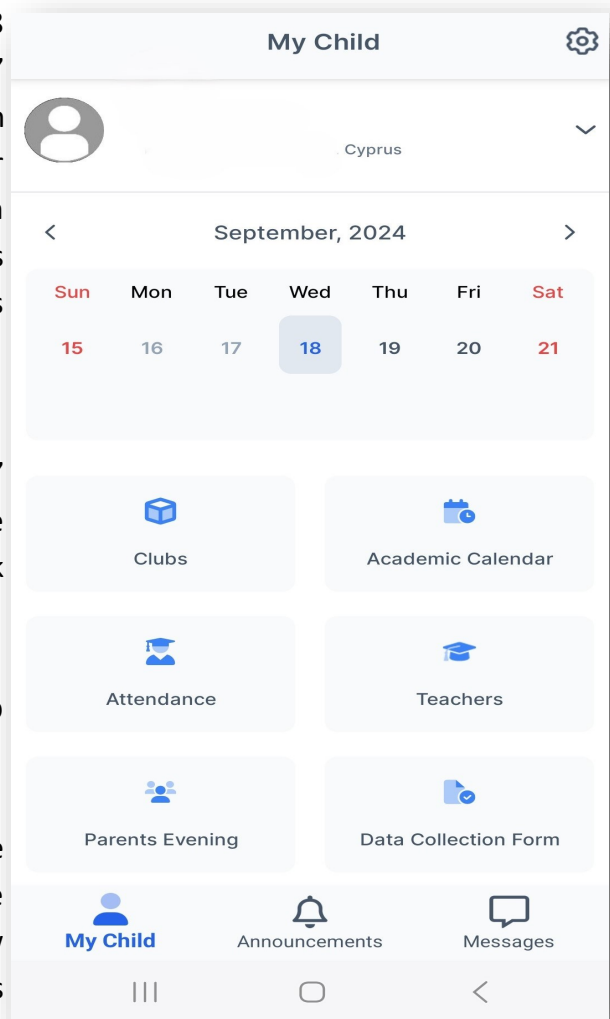 My Child
Cyprus
September, 2024
Sun Mon Tue Wed Thu Fri Sat
15 16 17 18 19 20 21
Clubs Academic Calendar
Attendance Teachers
Parents Evening Data Collection Form
My Child Announcements Messages